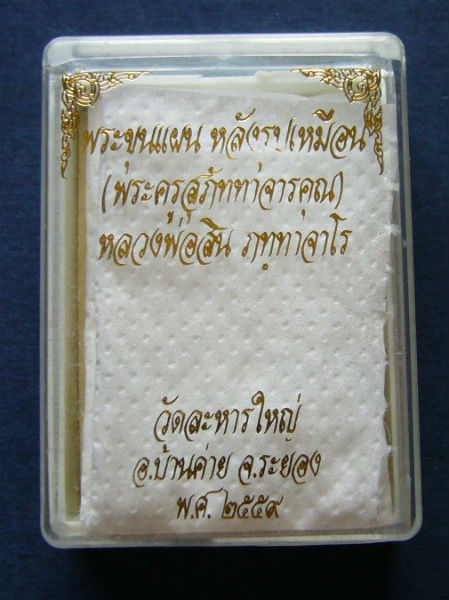 พระขุนแผน หลังรูปเหมือน
(พระครูสุภัททาจารคุณ)
หลวงพ่อสิน ภทฺทาจาโร
วัดละหารใหญ่
อ.บ้านค่าย จ.ระยอง
พ.ศ. ๒๕๕๙